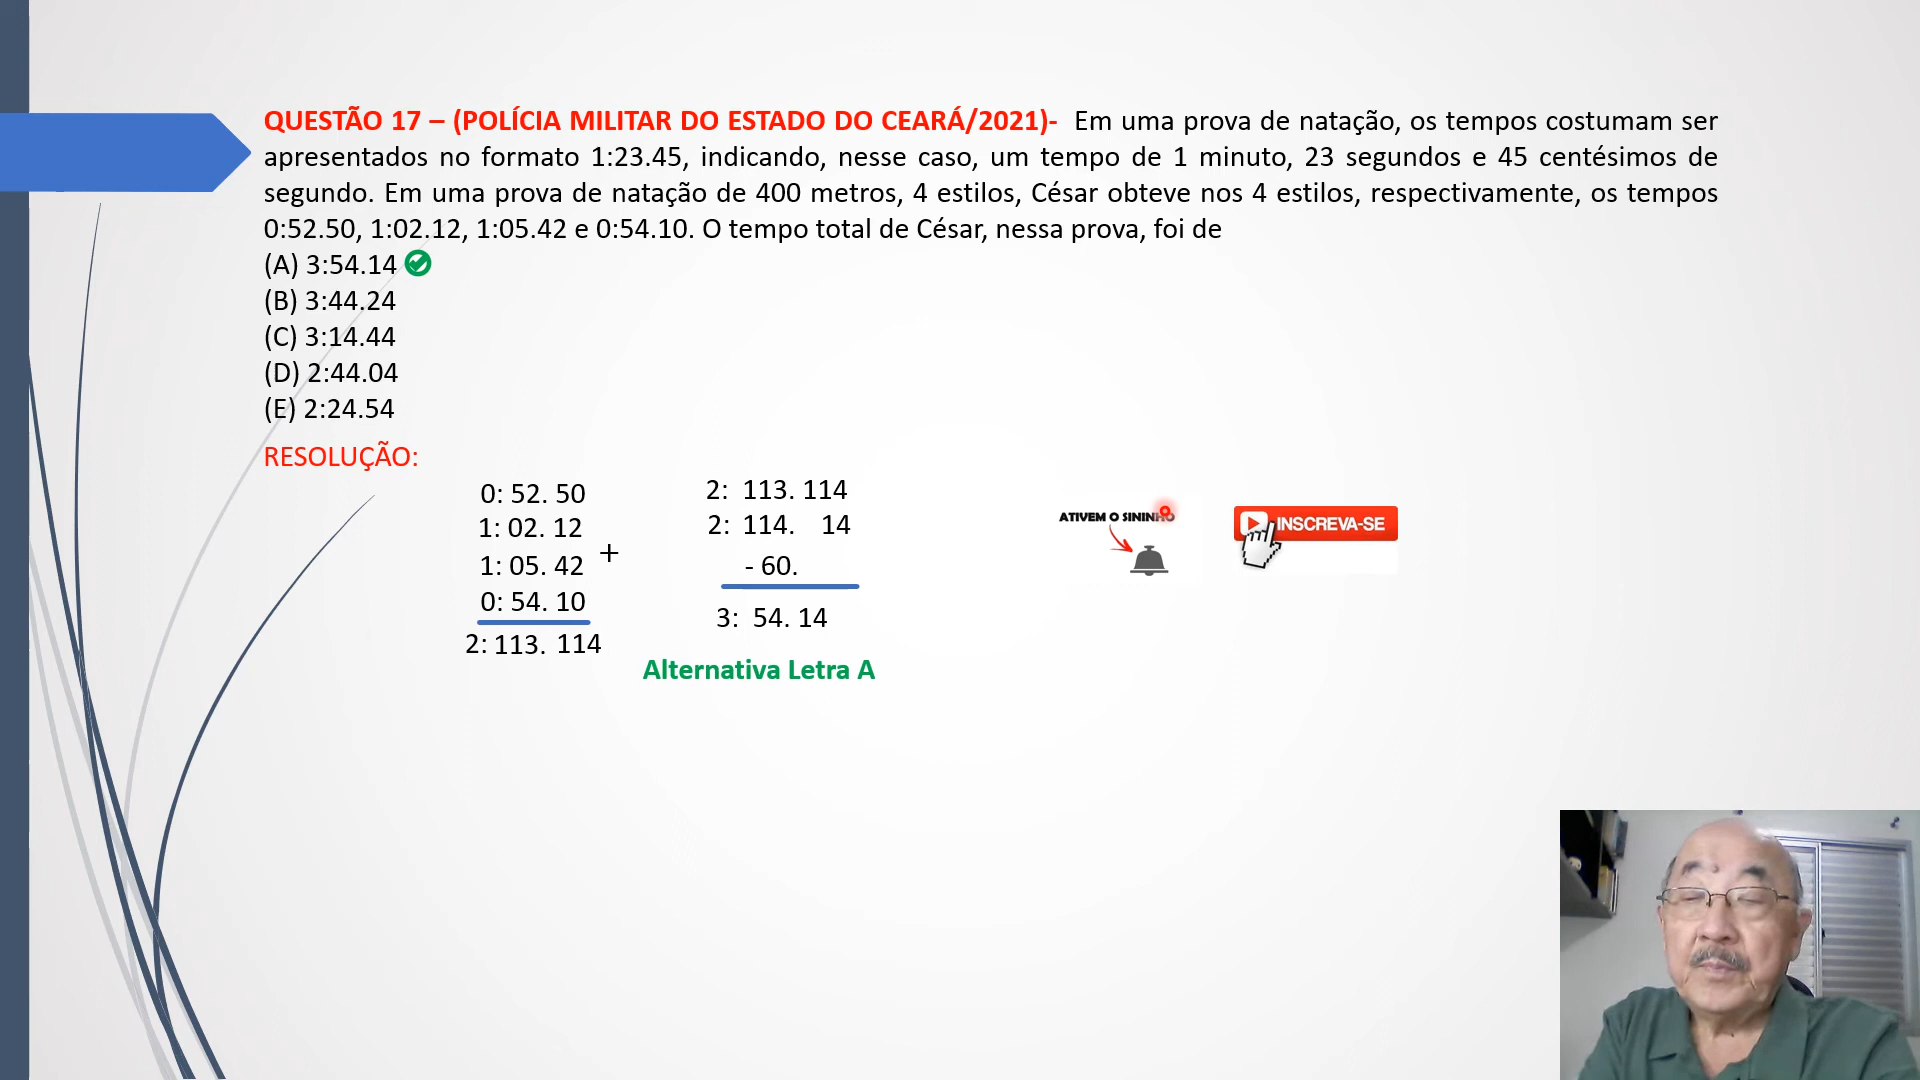 QUESTÃO 17 – (POLÍCIA MILITAR DO ESTADO DO CEARÁ/2021)- Em uma prova de natação, os tempos costumam ser
apresentados no formato 1:23.45, indicando, nesse caso, um tempo de 1 minuto, 23 segundos e 45 centésimos de
segundo. Em uma prova de natação de 400 metros, 4 estilos, César obteve nos 4 estilos, respectivamente, os tempos
0:52.50, 1:02.12, 1:05.42 e 0:54.10. O tempo total de César, nessa prova, foi de
(A) 3:54.14
(B) 3:44.24
(C) 3:14.44
(D) 2:44.04
(E) 2:24.54
RESOLUÇÃO:
0: 52. 50
1: 02. 12
1: 05. 42
+
0: 54. 10
2: 113. 114
2: 113. 114
2: 114. 14
- 60.
3: 54. 14
Alternativa Letra A
ATIVEM O SININHO
INSCREVA-SE